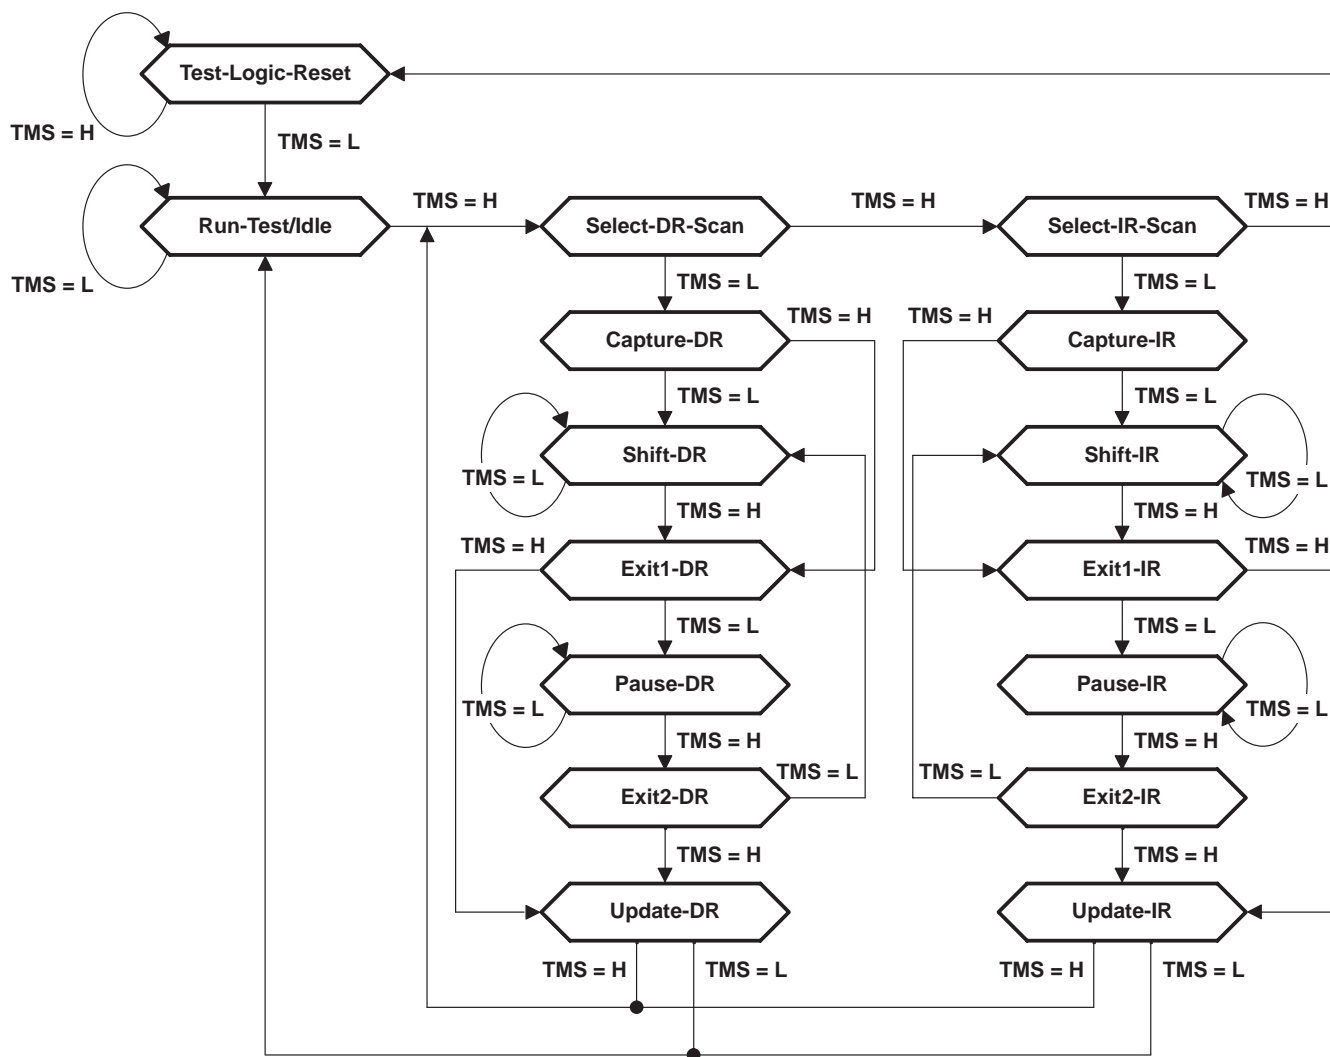 Test-Logic-Reset
TMS = H
TMS = L
TMS = H
TMS = H
TMS = H
Run-Test/Idle
Select-DR-Scan
Select-IR-Scan
TMS = L
TMS = L
TMS = L
TMS = H
TMS = H
Capture-DR
Capture-IR
TMS = L
TMS = L
Shift-DR
Shift-IR
TMS = L
TMS = L
TMS = H
TMS = H
TMS = H
TMS = H
Exit1-DR
Exit1-IR
TMS = L
TMS = L
Pause-DR
Pause-IR
TMS = L
TMS = L
TMS = H
TMS = H
TMS = L
TMS = L
Exit2-DR
Exit2-IR
TMS = H
TMS = H
Update-DR
Update-IR
TMS = H
TMS = L
TMS = H
TMS = L